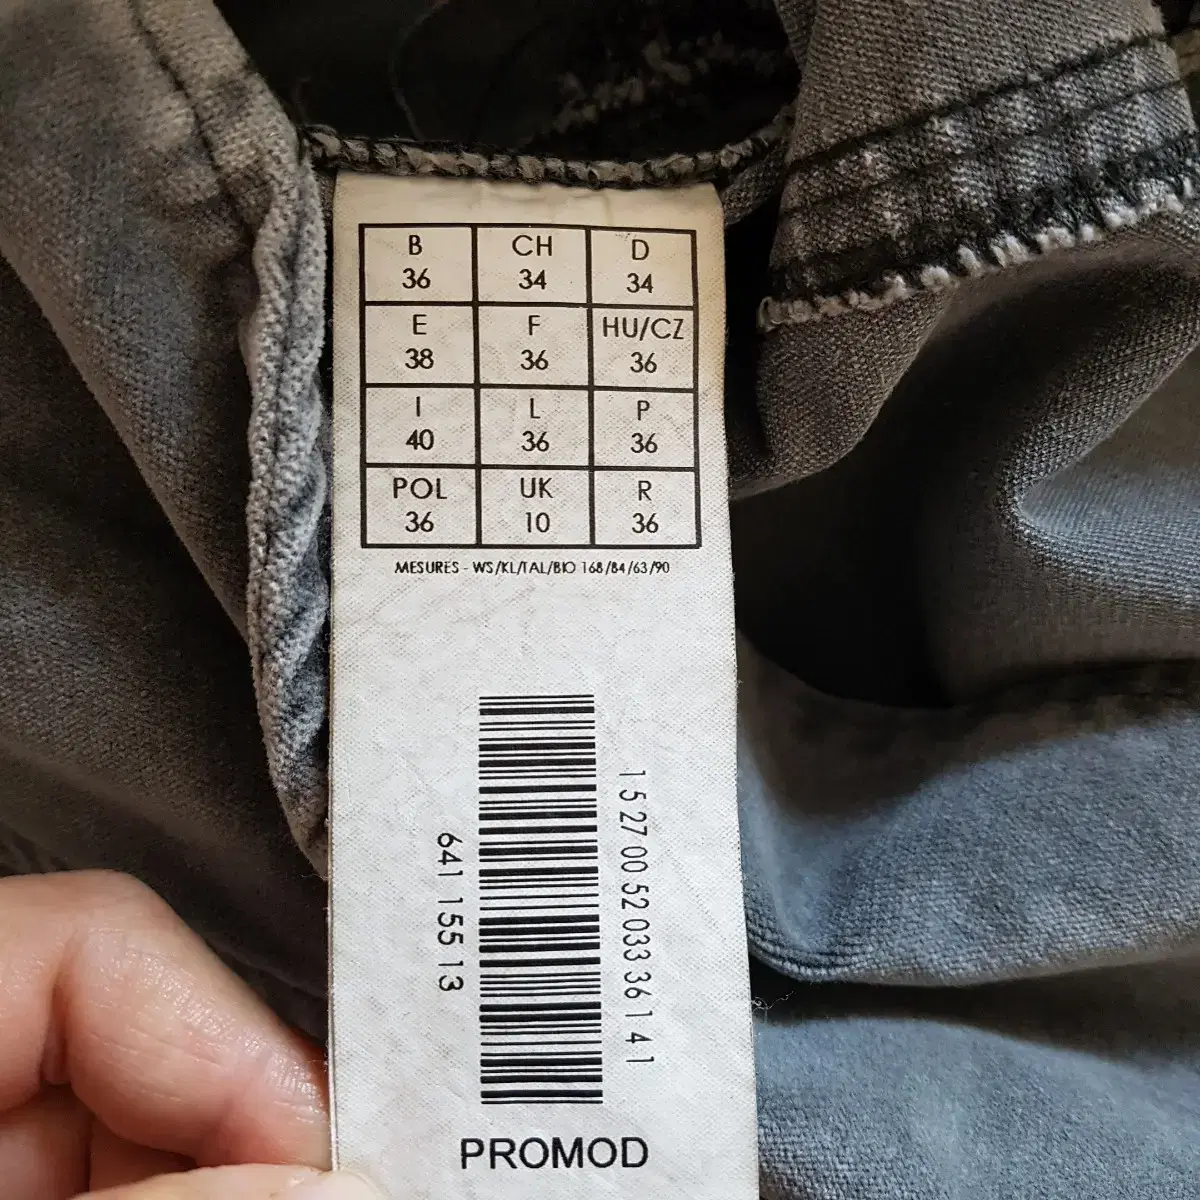 B CH D
36 34 34
E F HU/CZ
38 36 36
I L P
40 36 36
POL UK R
36 10 36
MESURES - WS/KL/TAL/BIO 168/84/63/90
1 5 27 00 52 033 36 1 4 1
641 155 13
PROMOD